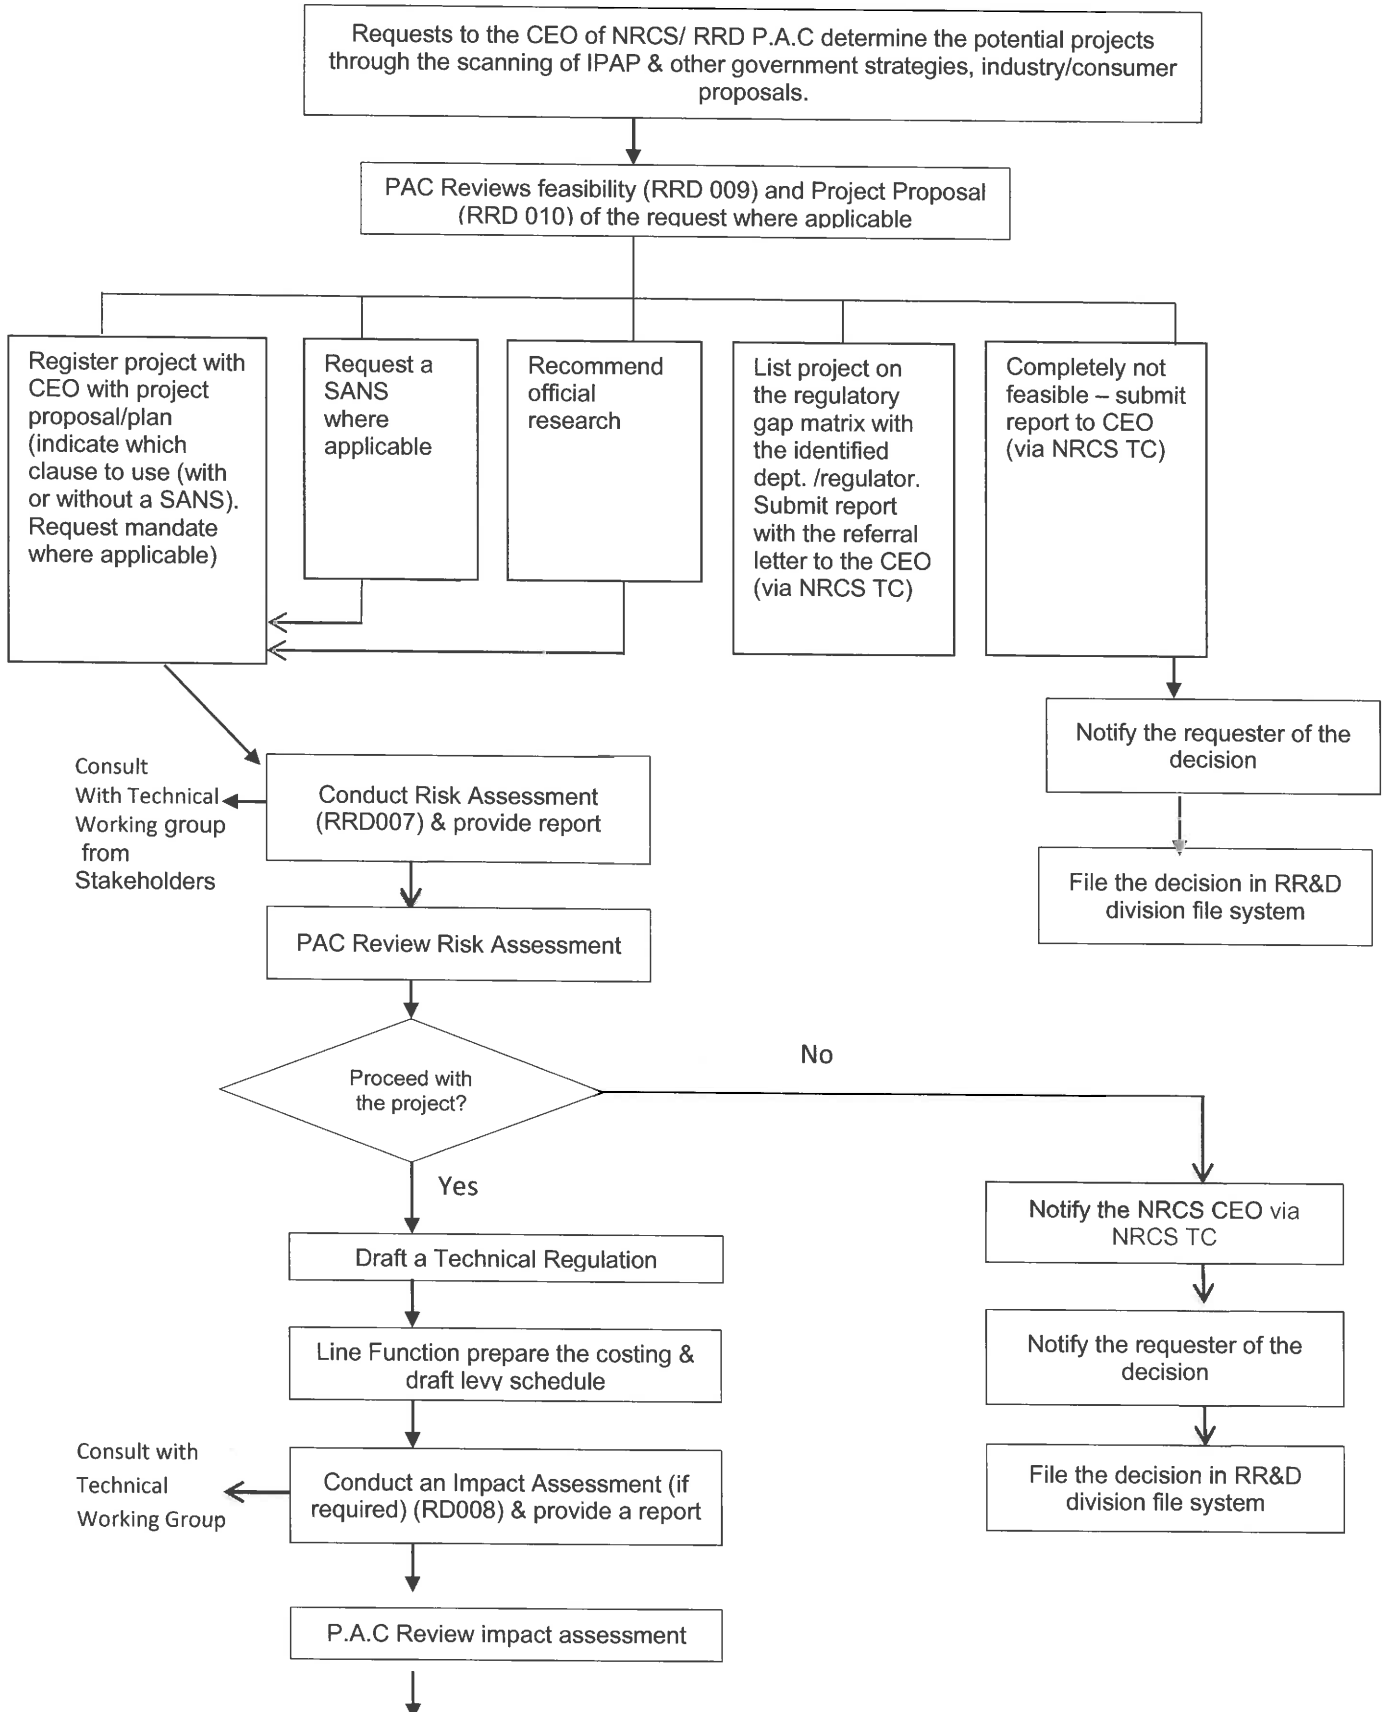 Requests to the CEO of NRCS/ RRD P.A.C determine the potential projects
through the scanning of IPAP & other government strategies, industry/consumer
proposals.
PAC Reviews feasibility (RRD 009) and Project Proposal
(RRD 010) of the request where applicable
Register project with
CEO with project
proposal/plan
(indicate which
clause to use (with
or without a SANS).
Request mandate
where applicable)
Request a
SANS
where
applicable
Recommend
official
research
List project on
the regulatory
gap matrix with
the identified
dept. /regulator.
Submit report
with the referral
letter to the CEO
(via NRCS TC)
Completely not
feasible – submit
report to CEO
(via NRCS TC)
Notify the requester of the
decision
File the decision in RR&D
division file system
Consult
With Technical
Working group
from
Stakeholders
Conduct Risk Assessment
(RRD007) & provide report
PAC Review Risk Assessment
Proceed with
the project?
No
Yes
Notify the NRCS CEO via
NRCS TC
Draft a Technical Regulation
Notify the requester of the
decision
Line Function prepare the costing &
draft levy schedule
File the decision in RR&D
division file system
Consult with
Technical
Working Group
Conduct an Impact Assessment (if
required) (RD008) & provide a report
P.A.C Review impact assessment